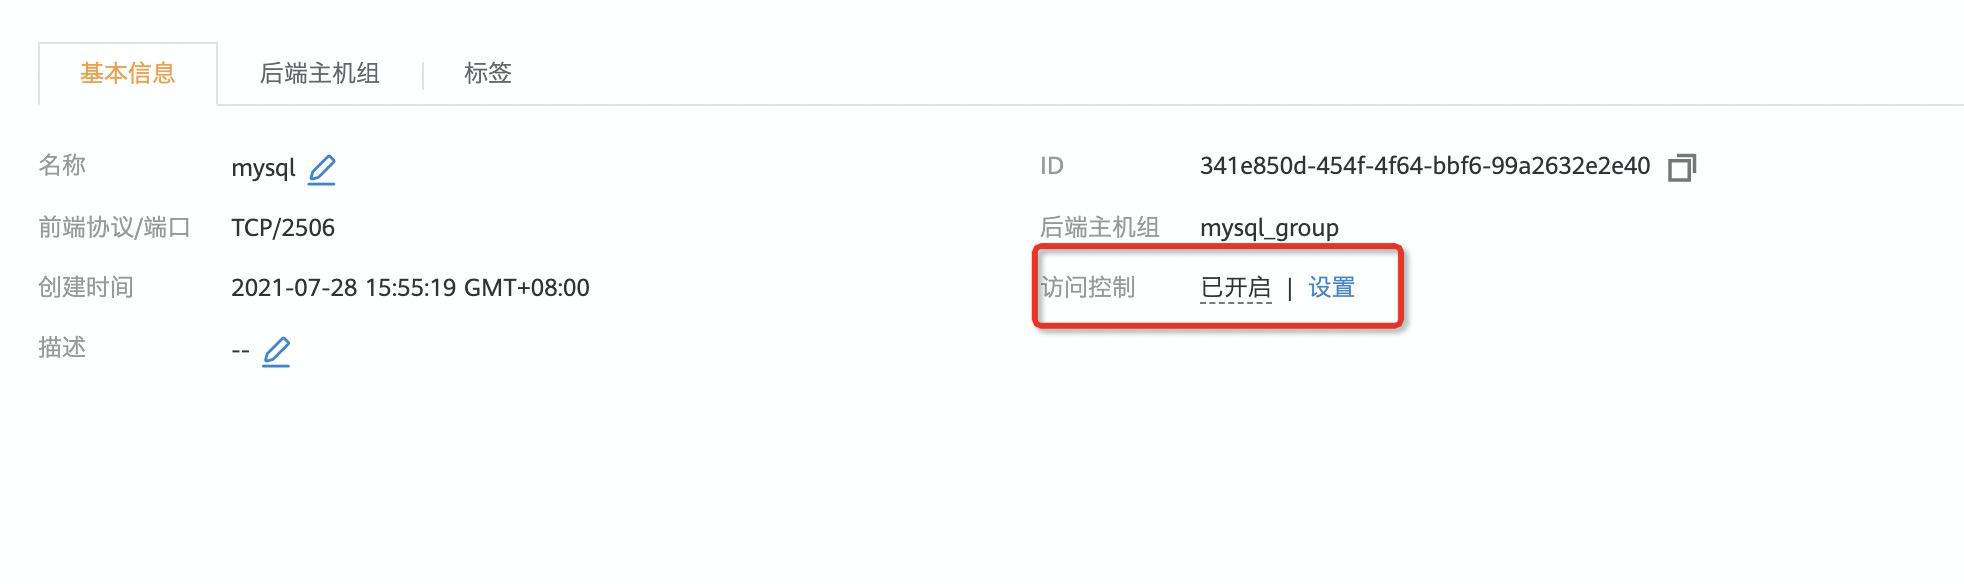 基本信息 后端主机组 标签
名称 mysql ID 341e850d-454f-4f64-bbf6-99a2632e2e40
前端协议/端口 TCP/2506 后端主机组 mysql_group
创建时间 2021-07-28 15:55:19 GMT+08:00 访问控制 已开启 | 设置
描述 --